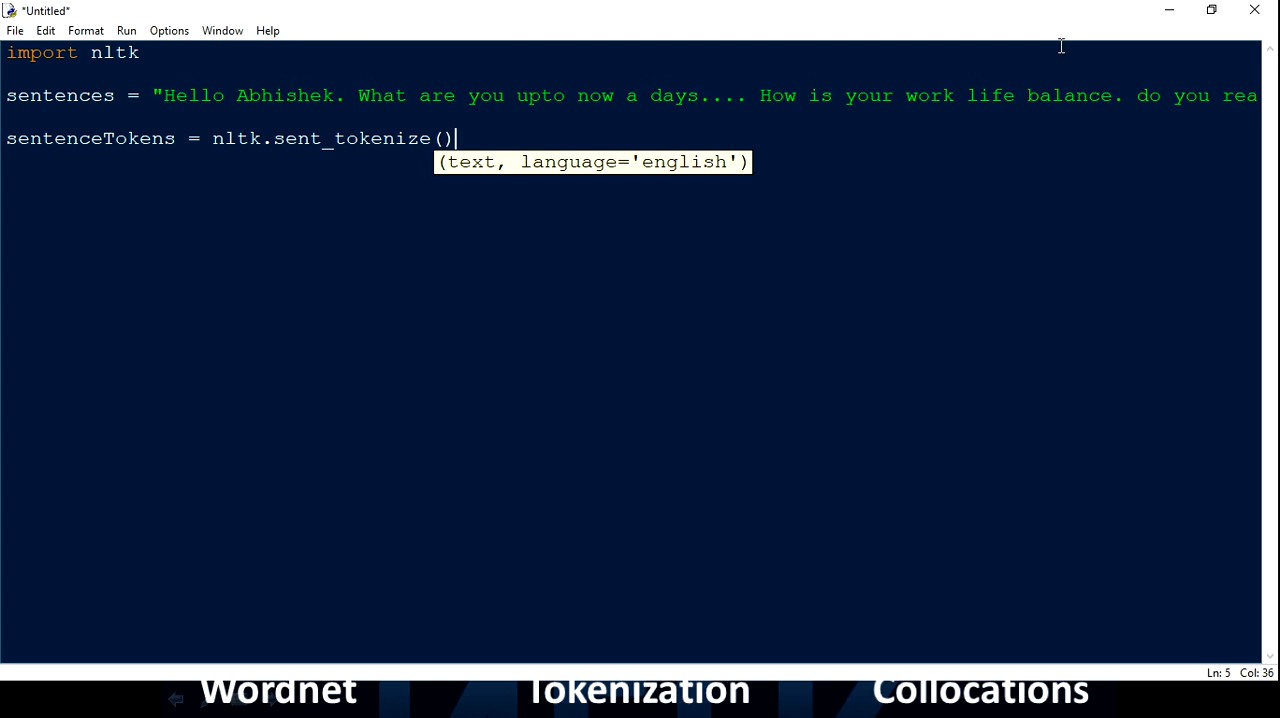 *Untitled*
File Edit Format Run Options Window Help
import nltk
sentences = "Hello Abhishek. What are you upto now a days.... How is your work life balance. do you rea
sentenceTokens = nltk.sent_tokenize()
(text, language='english')
Ln: 5 Col: 36
Wordnet Tokenization Collocations